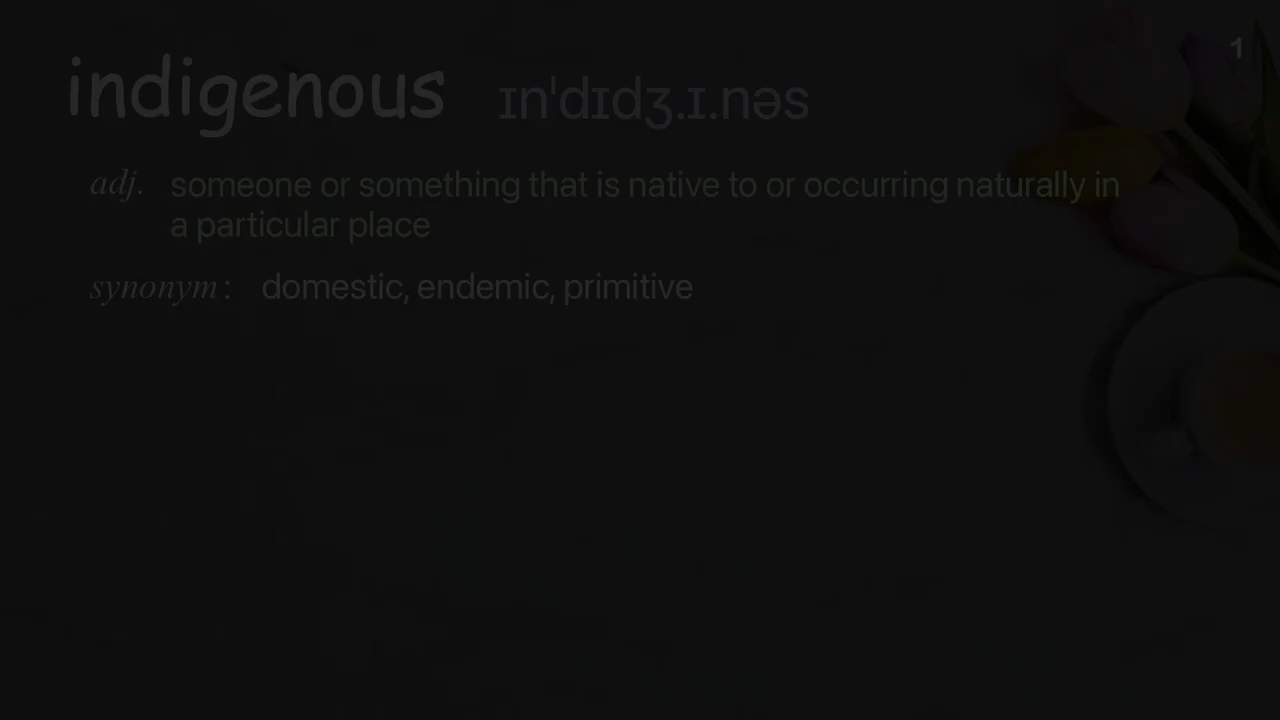 indigenous ɪnˈdɪdʒ.ɪ.nəs
1
adj. someone or something that is native to or occurring naturally in
a particular place
synonym: domestic, endemic, primitive